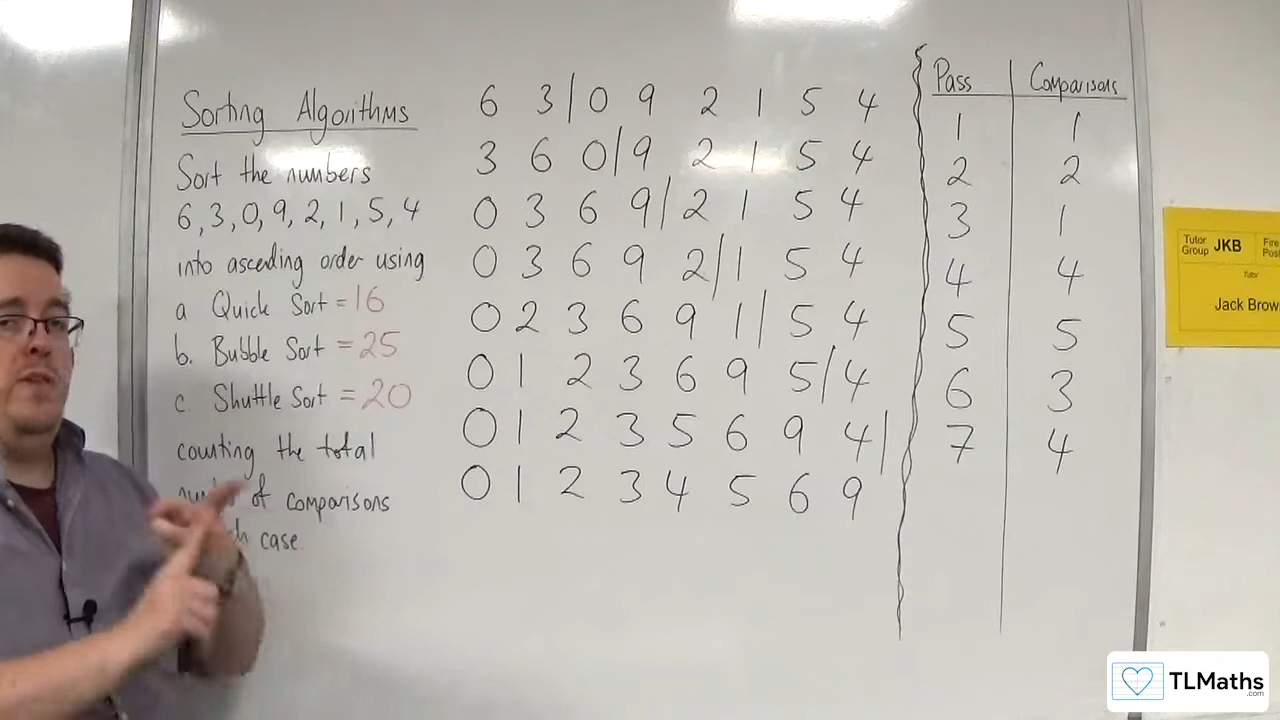 Sorting Algorithms
Sort the numbers
6, 3, 0, 9, 2, 1, 5, 4
into ascending order using
a Quick Sort = 16
b. Bubble Sort = 25
c. Shuttle Sort = 20
counting the total
of comparisons
case.
6 3 | 0 9 2 1 5 4
3 6 0 | 9 2 1 5 4
0 3 6 9 | 2 1 5 4
0 3 6 9 2 | 1 5 4
0 2 3 6 9 1 | 5 4
0 1 2 3 6 9 5 | 4
0 1 2 3 5 6 9 4 |
0 1 2 3 4 5 6 9
Pass Comparisons
1 1
2 2
3 1
4 4
5 5
6 3
7 4
Tutor Group JKB
Tutor
Jack Brow
TLMaths
.com